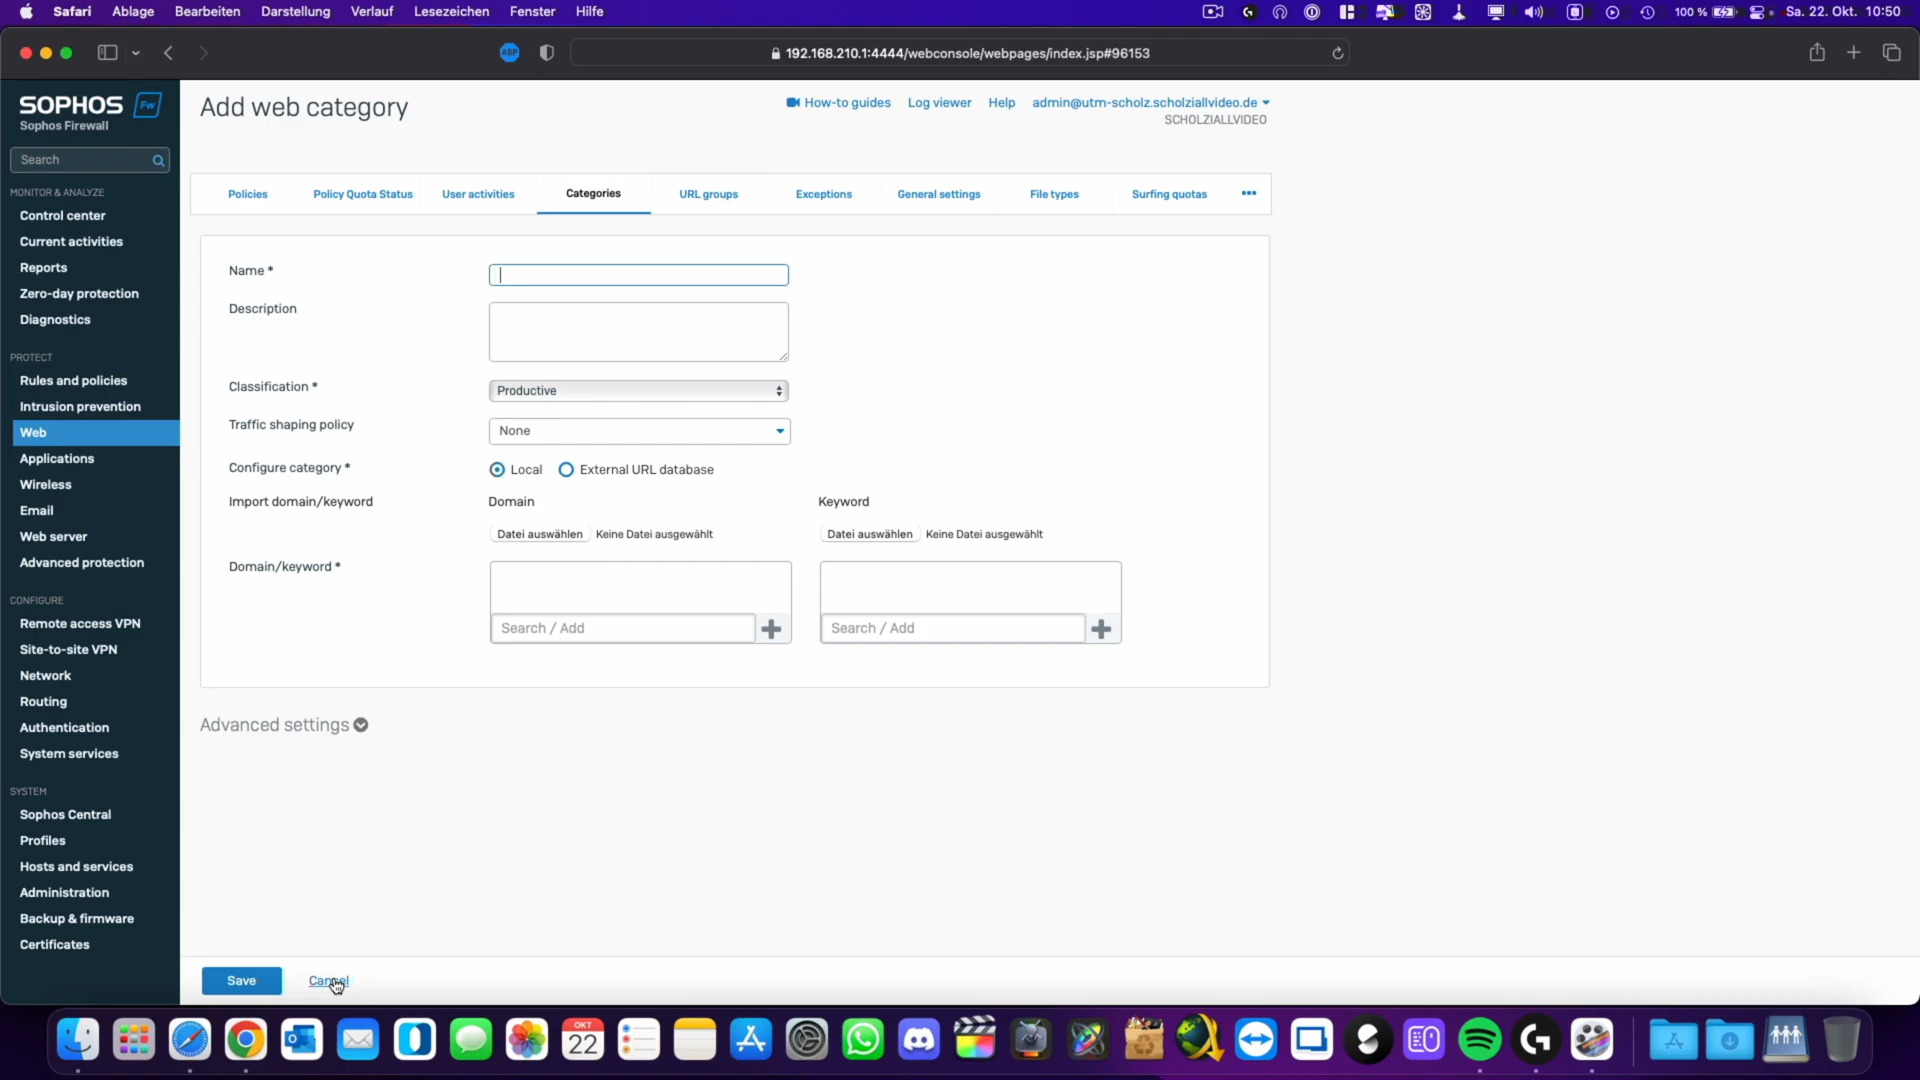 Safari Ablage Bearbeiten Darstellung Verlauf Lesezeichen Fenster Hilfe 100 % Sa. 22. Okt. 10:50
ABP 192.168.210.1:4444/webconsole/webpages/index.jsp#96153
SOPHOS Fw
Sophos Firewall
Search
MONITOR & ANALYZE
Control center
Current activities
Reports
Zero-day protection
Diagnostics
PROTECT
Rules and policies
Intrusion prevention
Web
Applications
Wireless
Email
Web server
Advanced protection
CONFIGURE
Remote access VPN
Site-to-site VPN
Network
Routing
Authentication
System services
SYSTEM
Sophos Central
Profiles
Hosts and services
Administration
Backup & firmware
Certificates
Add web category
How-to guides Log viewer Help admin@utm-scholz.scholziallvideo.de
SCHOLZIALLVIDEO
Policies Policy Quota Status User activities Categories URL groups Exceptions General settings File types Surfing quotas •••
Name *
Description
Classification * Productive
Traffic shaping policy None
Configure category * Local External URL database
Import domain/keyword Domain Keyword
Datei auswählen Keine Datei ausgewählt Datei auswählen Keine Datei ausgewählt
Domain/keyword *
Search / Add Search / Add
Advanced settings
Save Cancel
OKT
22